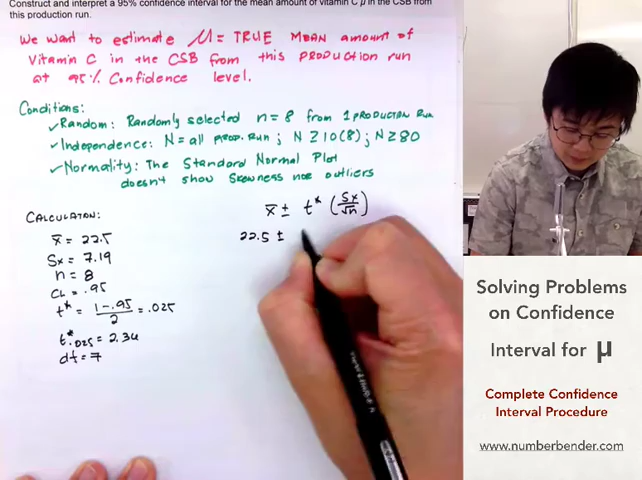 Construct and interpret a 95% confidence interval for the mean amount of vitamin C μ in the CSB from
this production run.
We want to estimate μ = TRUE MEAN amount of
Vitamin C in the CSB from this PRODUCTION run
at 95% Confidence level.
Conditions:
✓Random: Randomly selected n = 8 from 1 PRODUCTION RUN
✓Independence: N = all PROD. RUN ; N ≥ 10(8) ; N ≥ 80
✓Normality: The Standard Normal Plot
doesn't show skewness nor outliers
CALCULATION:
x̄ ± t* (Sx/√n)
22.5 ±
x̄ = 22.5
Sx = 7.19
n = 8
CL = .95
t* = (1-.95)/2 = .025
t*.025 = 2.36
df = 7
Solving Problems
on Confidence
Interval for μ
Complete Confidence
Interval Procedure
www.numberbender.com